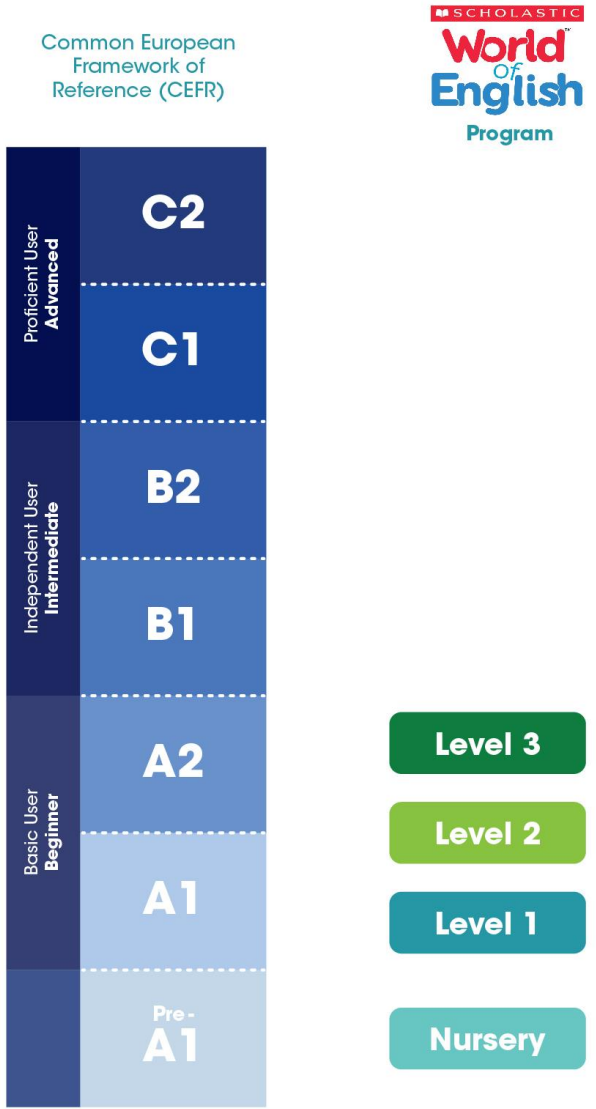 Common European
Framework of
Reference (CEFR)
SCHOLASTIC
World™
Of
English
Program
Proficient User
Advanced
C2
C1
Independent User
Intermediate
B2
B1
Basic User
Beginner
A2
A1
Pre-
A1
Level 3
Level 2
Level 1
Nursery